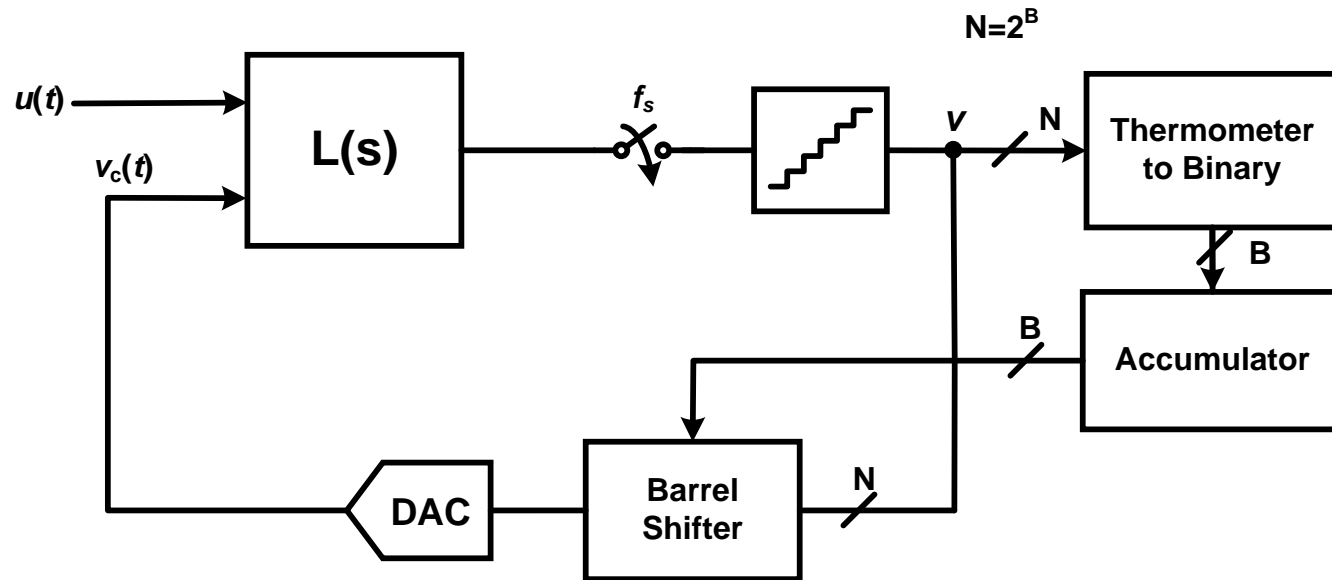 N=2^B
u(t)
L(s)
f_s
v
N
Thermometer
to Binary
v_c(t)
B
B
Accumulator
DAC
Barrel
Shifter
N